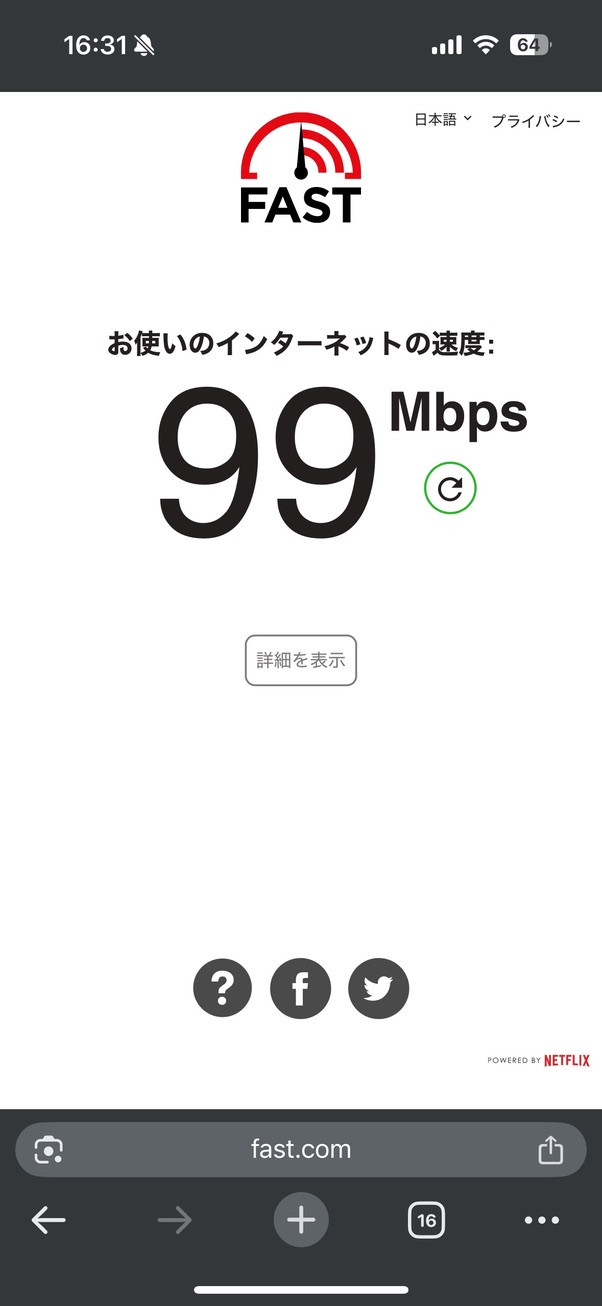 16:31
64
日本語
プライバシー
FAST
お使いのインターネットの速度:
99 Mbps
詳細を表示
?
f
POWERED BY NETFLIX
fast.com
16